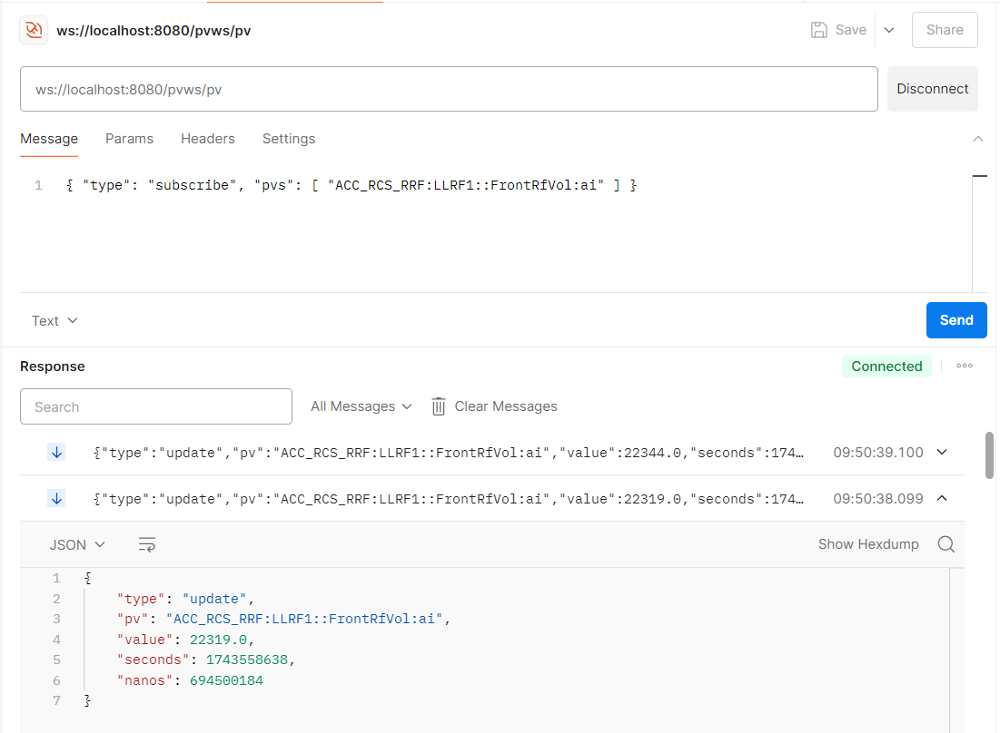 ws://localhost:8080/pvws/pv
Save
Share
ws://localhost:8080/pvws/pv
Disconnect
Message Params Headers Settings
1 { "type": "subscribe", "pvs": [ "ACC_RCS_RRF:LLRF1::FrontRfVol:ai" ] }
Text
Send
Response
Connected
Search
All Messages
Clear Messages
{"type":"update","pv":"ACC_RCS_RRF:LLRF1::FrontRfVol:ai","value":22344.0,"seconds":174… 09:50:39.100
{"type":"update","pv":"ACC_RCS_RRF:LLRF1::FrontRfVol:ai","value":22319.0,"seconds":174… 09:50:38.099
JSON
Show Hexdump
1 {
2 "type": "update",
3 "pv": "ACC_RCS_RRF:LLRF1::FrontRfVol:ai",
4 "value": 22319.0,
5 "seconds": 1743558638,
6 "nanos": 694500184
7 }